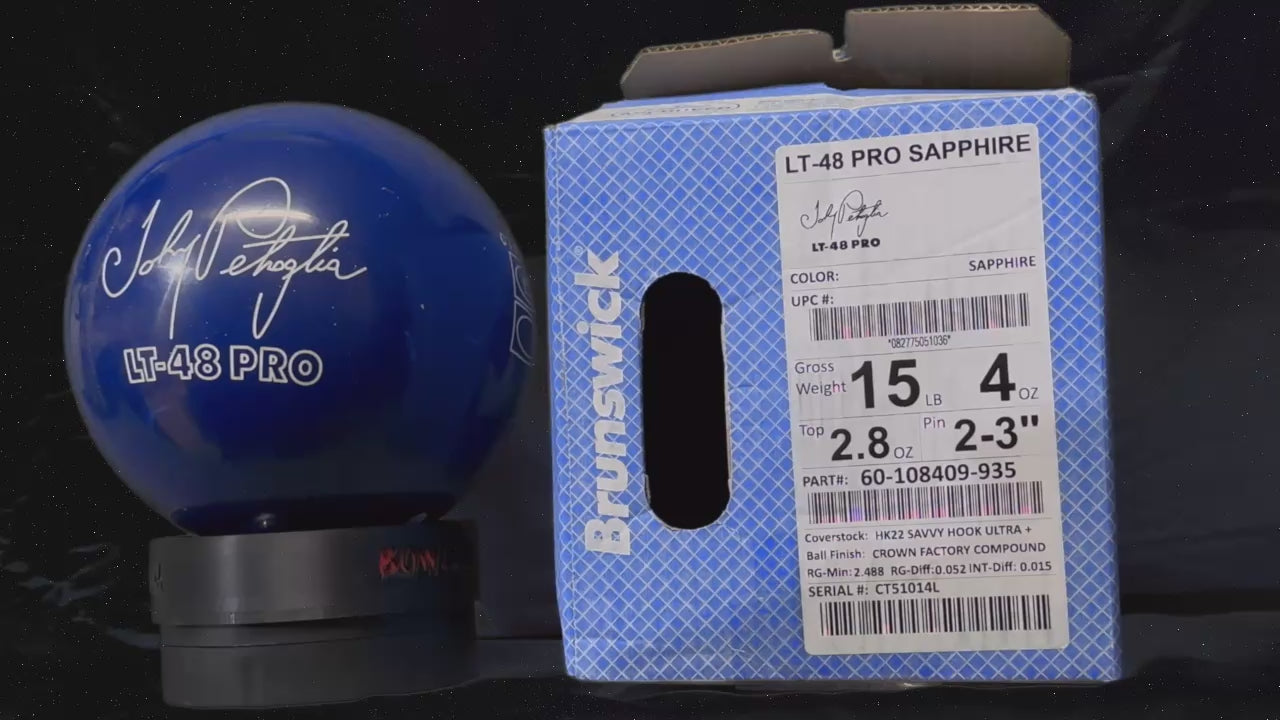 Johny Petraglia
LT-48 PRO
Brunswick
LT-48 PRO SAPPHIRE
LT-48 PRO
COLOR: SAPPHIRE
UPC #:
*082775051036*
Gross Weight 15 LB 4 OZ
Top 2.8 OZ Pin 2-3"
PART#: 60-108409-935
Coverstock: HK22 SAVVY HOOK ULTRA +
Ball Finish: CROWN FACTORY COMPOUND
RG-Min: 2.488 RG-Diff:0.052 INT-Diff: 0.015
SERIAL #: CT51014L